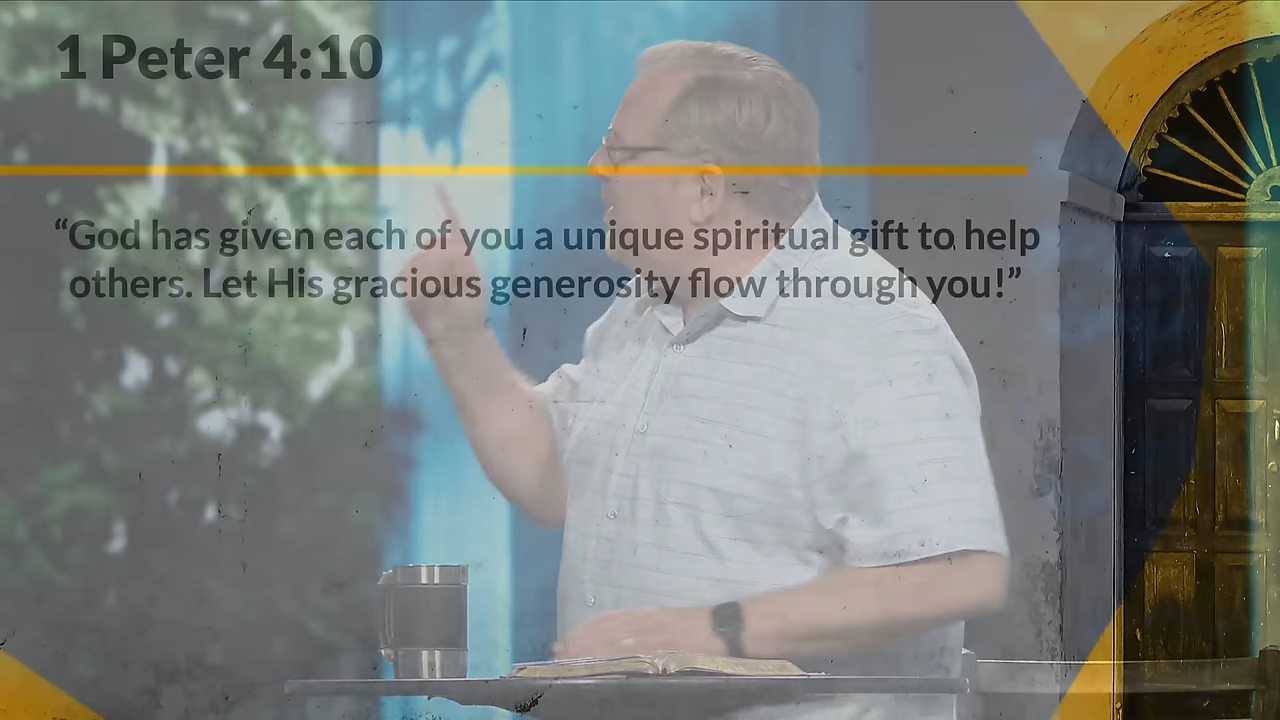 1 Peter 4:10
“God has given each of you a unique spiritual gift to help
others. Let His gracious generosity flow through you!”